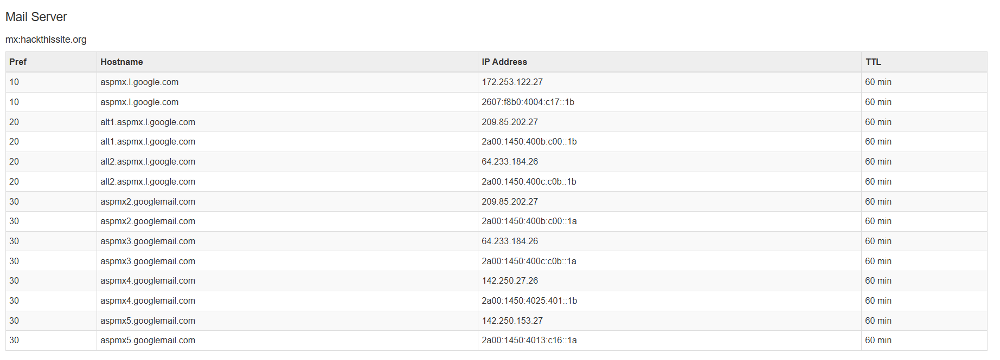 Mail Server
mx:hackthissite.org
Pref Hostname IP Address TTL
10 aspmx.l.google.com 172.253.122.27 60 min
10 aspmx.l.google.com 2607:f8b0:4004:c17::1b 60 min
20 alt1.aspmx.l.google.com 209.85.202.27 60 min
20 alt1.aspmx.l.google.com 2a00:1450:400b:c00::1b 60 min
20 alt2.aspmx.l.google.com 64.233.184.26 60 min
20 alt2.aspmx.l.google.com 2a00:1450:400c:c0b::1b 60 min
30 aspmx2.googlemail.com 209.85.202.27 60 min
30 aspmx2.googlemail.com 2a00:1450:400b:c00::1a 60 min
30 aspmx3.googlemail.com 64.233.184.26 60 min
30 aspmx3.googlemail.com 2a00:1450:400c:c0b::1a 60 min
30 aspmx4.googlemail.com 142.250.27.26 60 min
30 aspmx4.googlemail.com 2a00:1450:4025:401::1b 60 min
30 aspmx5.googlemail.com 142.250.153.27 60 min
30 aspmx5.googlemail.com 2a00:1450:4013:c16::1a 60 min